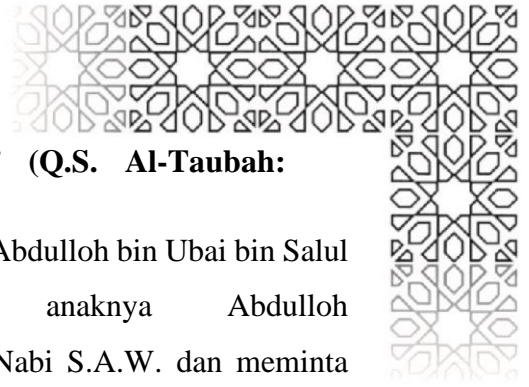 (Q.S. Al-Taubah:
Abdulloh bin Ubai bin Salul
anaknya Abdulloh
Nabi S.A.W. dan meminta